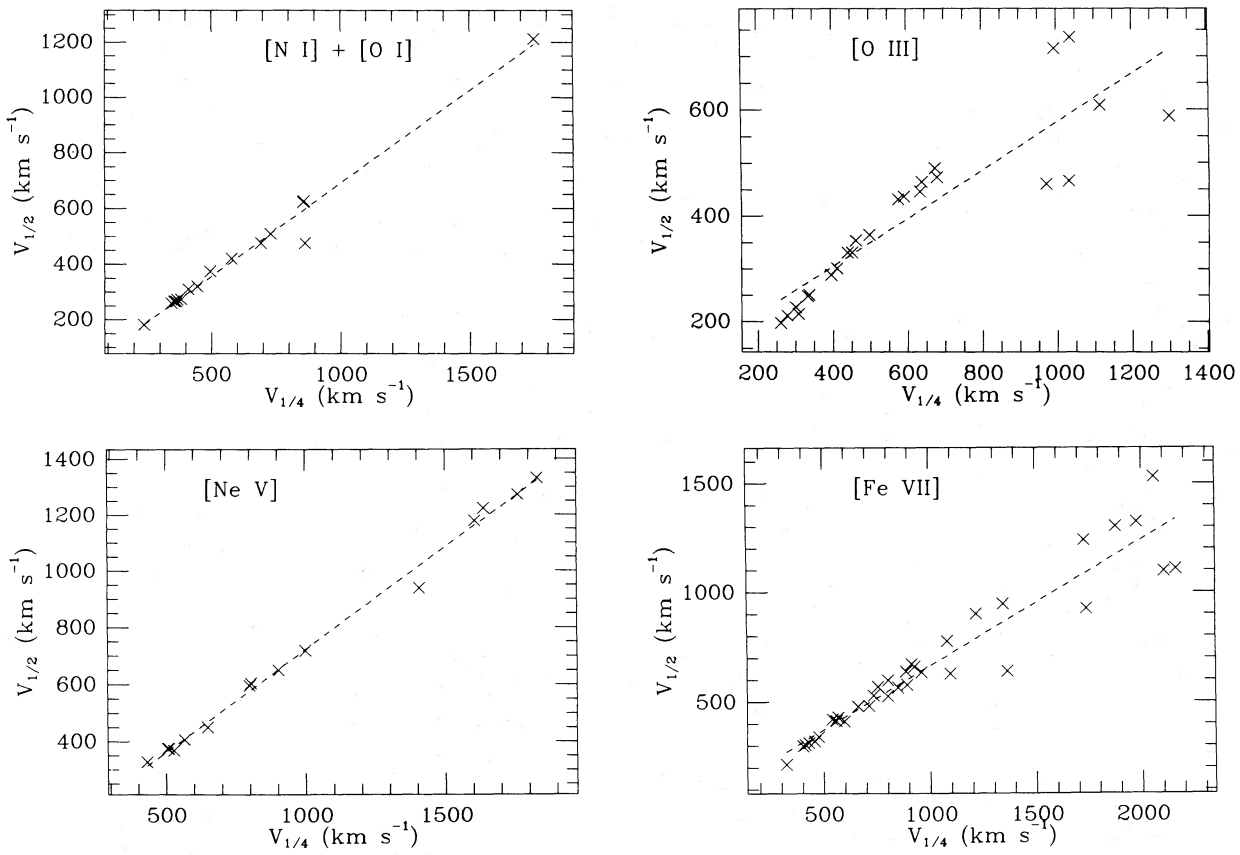 [N I] + [O I]
1200
1000
800
600
400
200
V1/2 (km s−1)
500 1000 1500
V1/4 (km s−1)
[O III]
600
400
200
V1/2 (km s−1)
200 400 600 800 1000 1200 1400
V1/4 (km s−1)
[Ne V]
1400
1200
1000
800
600
400
V1/2 (km s−1)
500 1000 1500
V1/4 (km s−1)
[Fe VII]
1500
1000
500
V1/2 (km s−1)
500 1000 1500 2000
V1/4 (km s−1)